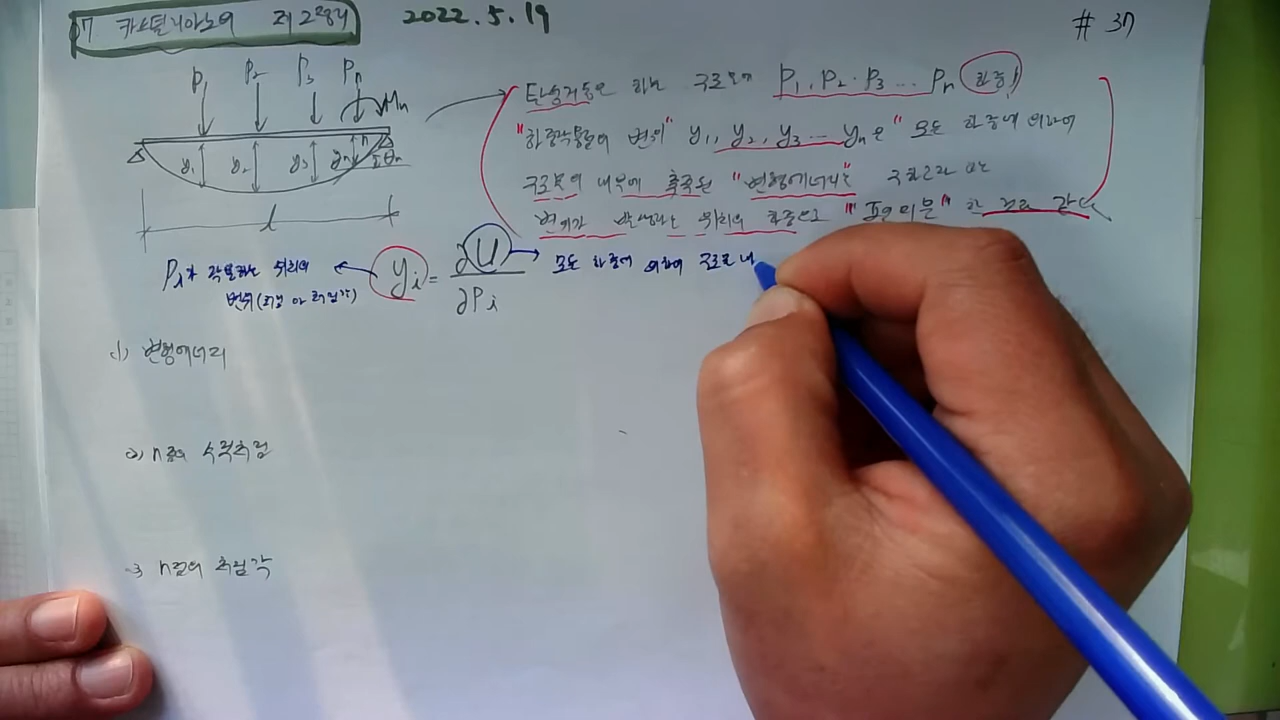 07 카스틸리아노의 제2정리 2022.5.19
# 37
P1 P2 P3 Pn Mn
y1 y2 y3 yn θn
l
탄성거동을 하는 구조물에 P1, P2, P3 ... Pn 하중이
"하중작용점의 변위" y1, y2, y3 ... yn은 "모든 하중에 의하여
구조물의 내부에 축적된 "변형에너지를"
변위가 발생하는 위치의 하중으로 "편미분" 한 것과 같다
Pi가 작용하는 위치의
변위(처짐 or 처짐각)
yi = ∂U / ∂Pi
모든 하중에 의하여 구조물 내
1) 변형에너지
2) n점의 수직처짐
3) n점의 처짐각